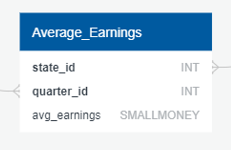 Average_Earnings
state_id INT
quarter_id INT
avg_earnings SMALLMONEY